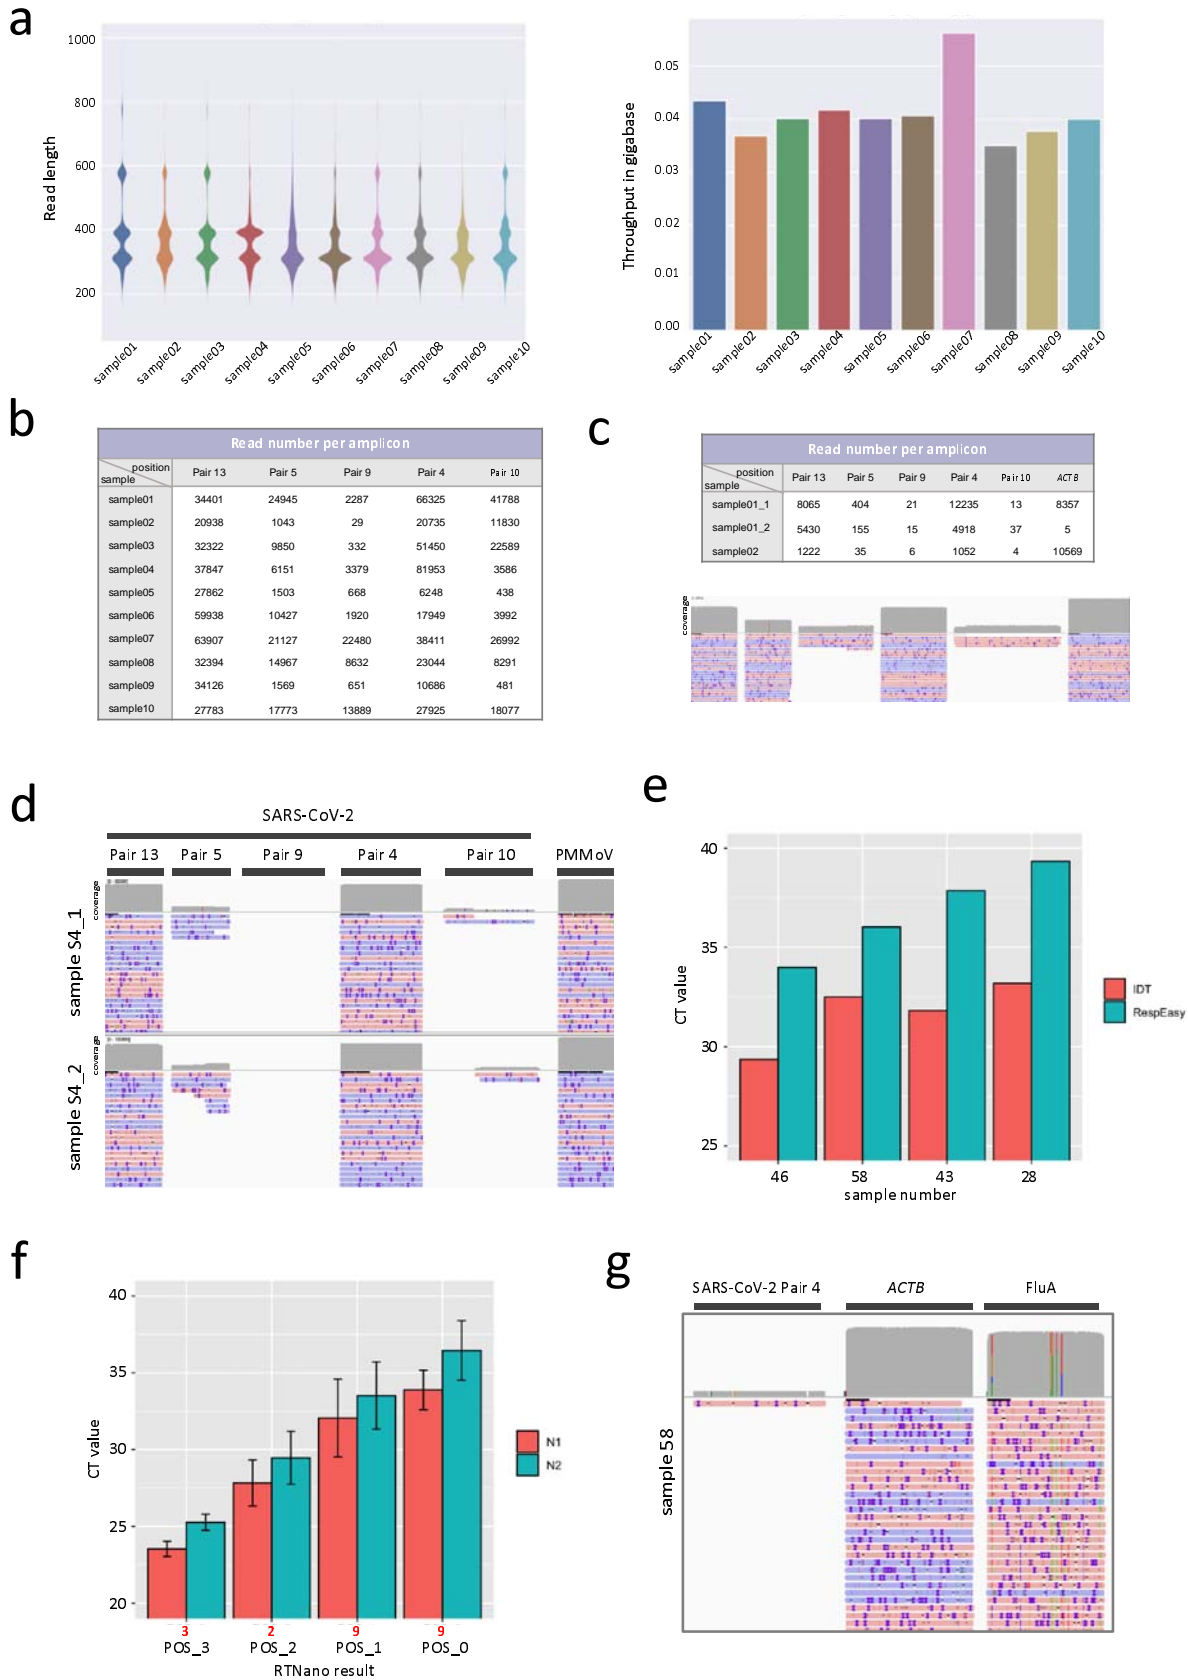 a
1000
800
600
400
200
Read length
sample01 sample02 sample03 sample04 sample05 sample06 sample07 sample08 sample09 sample10
0.05
0.04
0.03
0.02
0.01
0.00
Throughput in gigabase
sample01 sample02 sample03 sample04 sample05 sample06 sample07 sample08 sample09 sample10
b
Read number per amplicon
position
sample
Pair 13 Pair 5 Pair 9 Pair 4 Pair 10
sample01 34401 24945 2287 66325 41788
sample02 20938 1043 29 20735 11830
sample03 32322 9850 332 51450 22589
sample04 37847 6151 3379 81953 3586
sample05 27862 1503 668 6248 438
sample06 59938 10427 1920 17949 3992
sample07 63907 21127 22480 38411 26992
sample08 32394 14967 8632 23044 8291
sample09 34126 1569 651 10686 481
sample10 27783 17773 13889 27925 18077
c
Read number per amplicon
position
sample
Pair 13 Pair 5 Pair 9 Pair 4 Pair 10 ACTB
sample01_1 8065 404 21 12235 13 8357
sample01_2 5430 155 15 4918 37 5
sample02 1222 35 6 1052 4 10569
coverage
d
SARS-CoV-2
Pair 13 Pair 5 Pair 9 Pair 4 Pair 10 PMMoV
coverage
sample S4_1
coverage
sample S4_2
e
40
35
30
25
CT value
46 58 43 28
sample number
IDT
RespEasy
f
40
35
30
25
20
CT value
3 2 9 9
POS_3 POS_2 POS_1 POS_0
RTNano result
N1
N2
g
SARS-CoV-2 Pair 4 ACTB FluA
sample 58